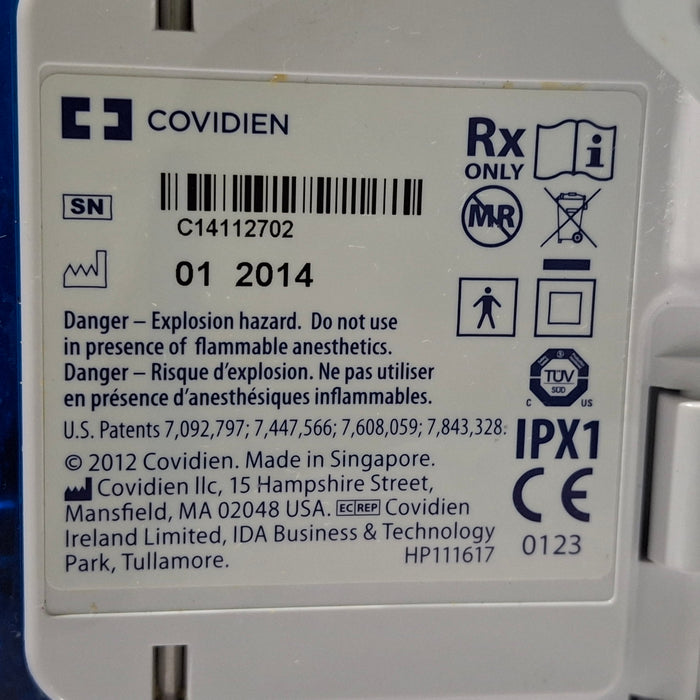 COVIDIEN
Rx
ONLY
i
SN
C14112702
MR
01 2014
Danger – Explosion hazard. Do not use
in presence of flammable anesthetics.
Danger – Risque d'explosion. Ne pas utiliser
en présence d'anesthésiques inflammables.
TÜV
SÜD
C US
U.S. Patents 7,092,797; 7,447,566; 7,608,059; 7,843,328.
IPX1
© 2012 Covidien. Made in Singapore.
Covidien llc, 15 Hampshire Street,
Mansfield, MA 02048 USA. EC REP Covidien
Ireland Limited, IDA Business & Technology
Park, Tullamore.
HP111617
CE
0123